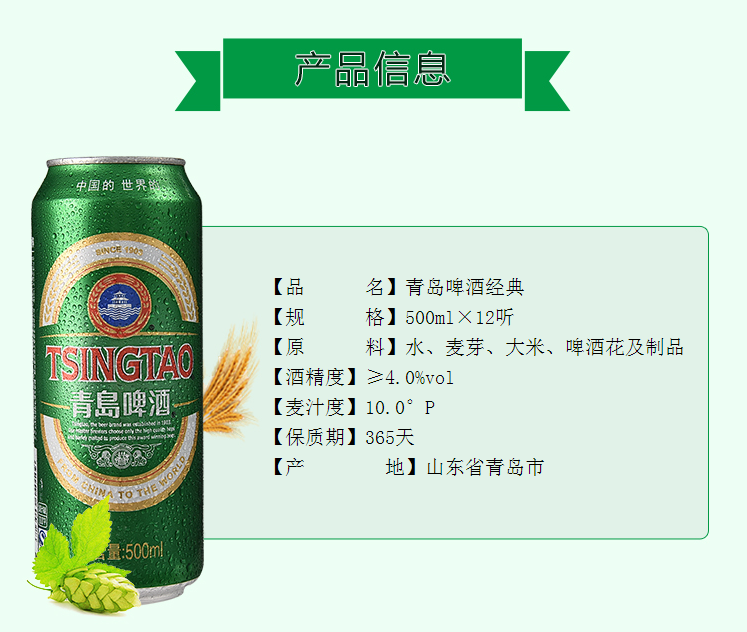 产品信息
中国的 世界的
SINCE 1903
TSINGTAO
青島啤酒
FROM CHINA TO THE WORLD
量:500ml
【品 名】青岛啤酒经典
【规 格】500ml×12听
【原 料】水、麦芽、大米、啤酒花及制品
【酒精度】≥4.0%vol
【麦汁度】10.0°P
【保质期】365天
【产 地】山东省青岛市